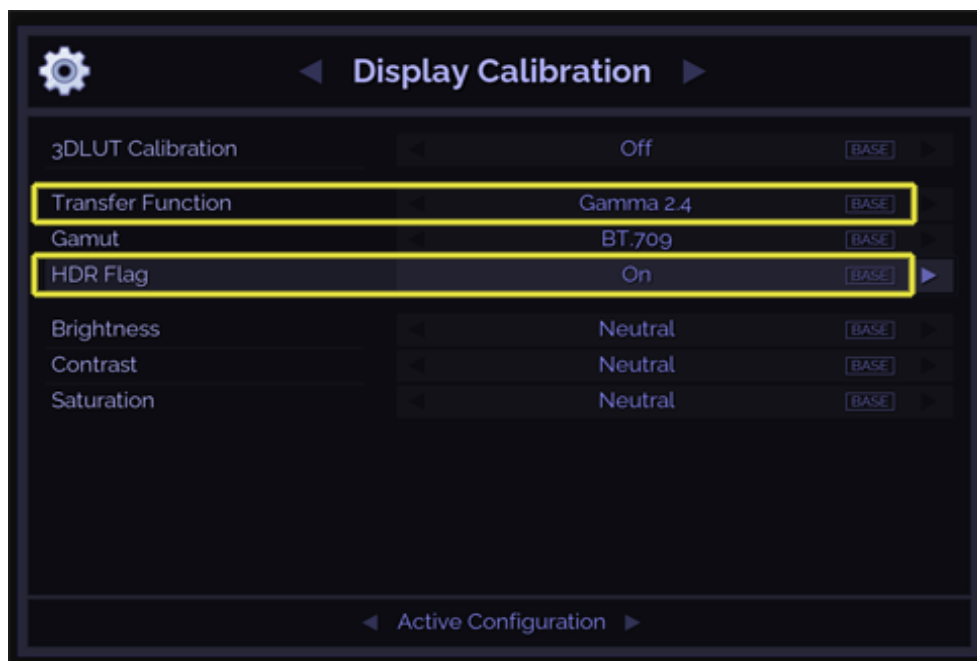 Display Calibration
3DLUT Calibration Off BASE
Transfer Function Gamma 2.4 BASE
Gamut BT.709 BASE
HDR Flag On BASE
Brightness Neutral BASE
Contrast Neutral BASE
Saturation Neutral BASE
Active Configuration